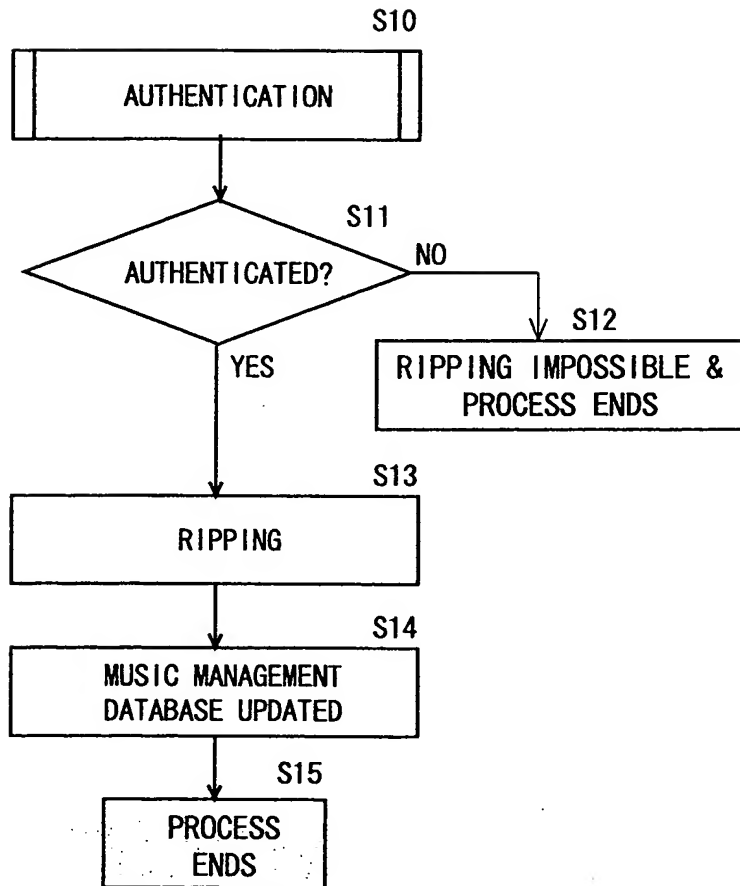 S10
AUTHENTICATION
S11
AUTHENTICATED?
NO
YES
S12
RIPPING IMPOSSIBLE &
PROCESS ENDS
S13
RIPPING
S14
MUSIC MANAGEMENT
DATABASE UPDATED
S15
PROCESS
ENDS